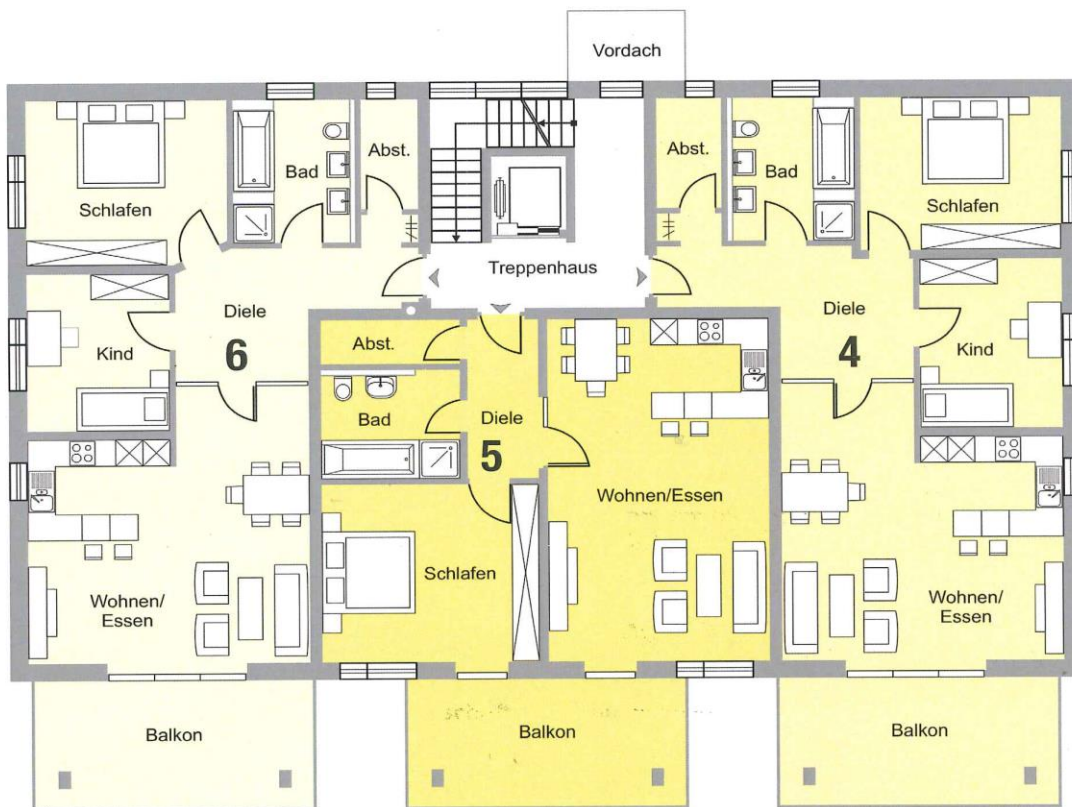 Vordach
Schlafen
Bad
Abst.
Treppenhaus
Abst.
Bad
Schlafen
Kind
Diele
6
Abst.
Bad
Diele
5
Diele
4
Kind
Wohnen/Essen
Schlafen
Wohnen/
Essen
Wohnen/
Essen
Balkon
Balkon
Balkon